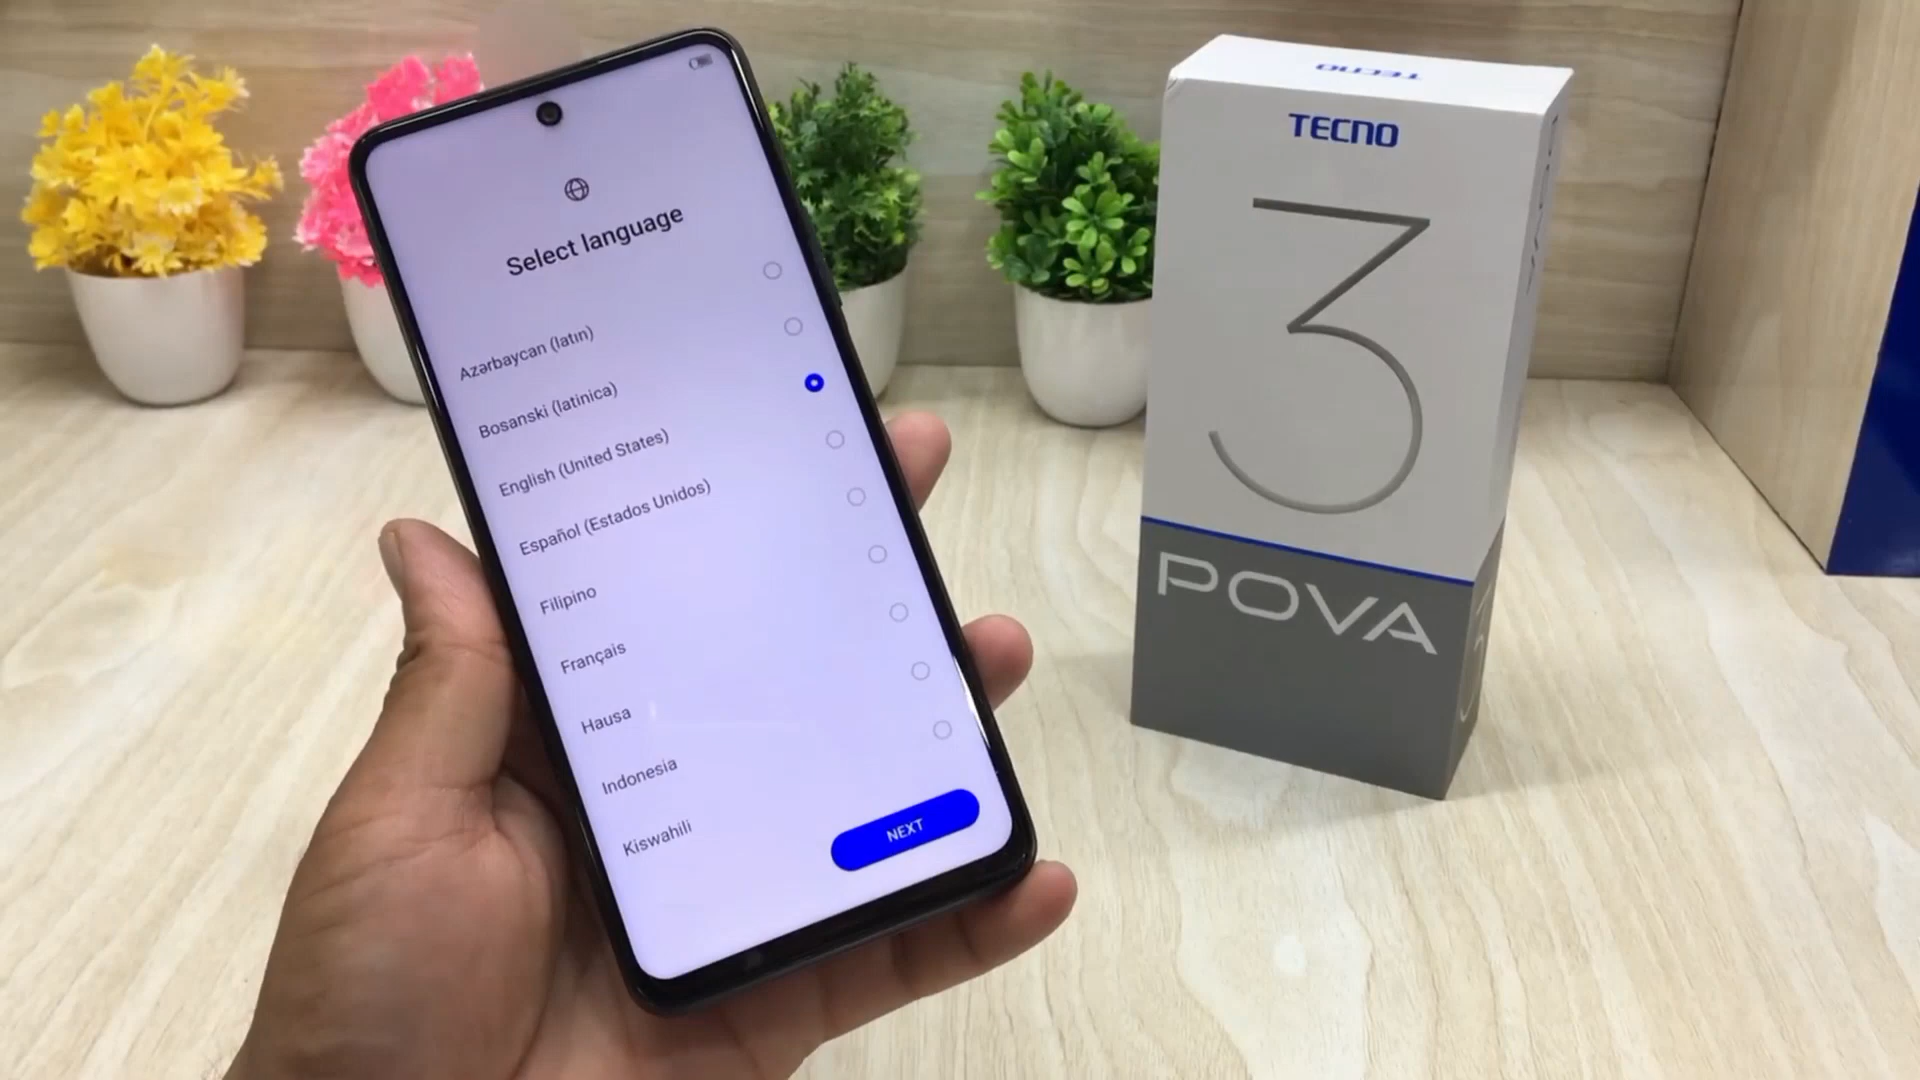 Select language
Azərbaycan (latın)
Bosanski (latinica)
English (United States)
Español (Estados Unidos)
Filipino
Français
Hausa
Indonesia
Kiswahili
NEXT
TECNO
TECNO
3
POVA